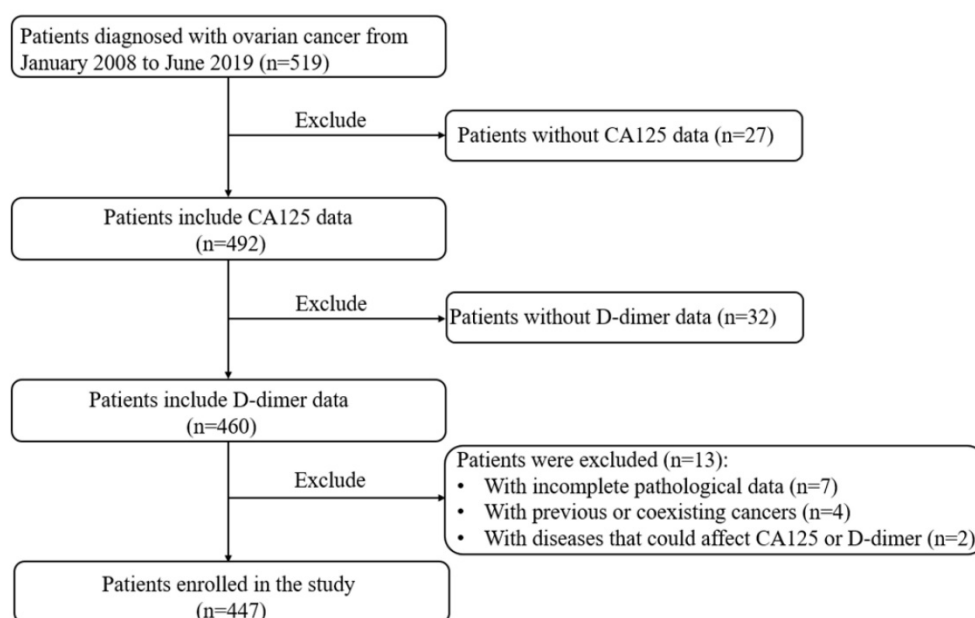 Patients diagnosed with ovarian cancer from
January 2008 to June 2019 (n=519)
Exclude
Patients without CA125 data (n=27)
Patients include CA125 data
(n=492)
Exclude
Patients without D-dimer data (n=32)
Patients include D-dimer data
(n=460)
Exclude
Patients were excluded (n=13):
• With incomplete pathological data (n=7)
• With previous or coexisting cancers (n=4)
• With diseases that could affect CA125 or D-dimer (n=2)
Patients enrolled in the study
(n=447)